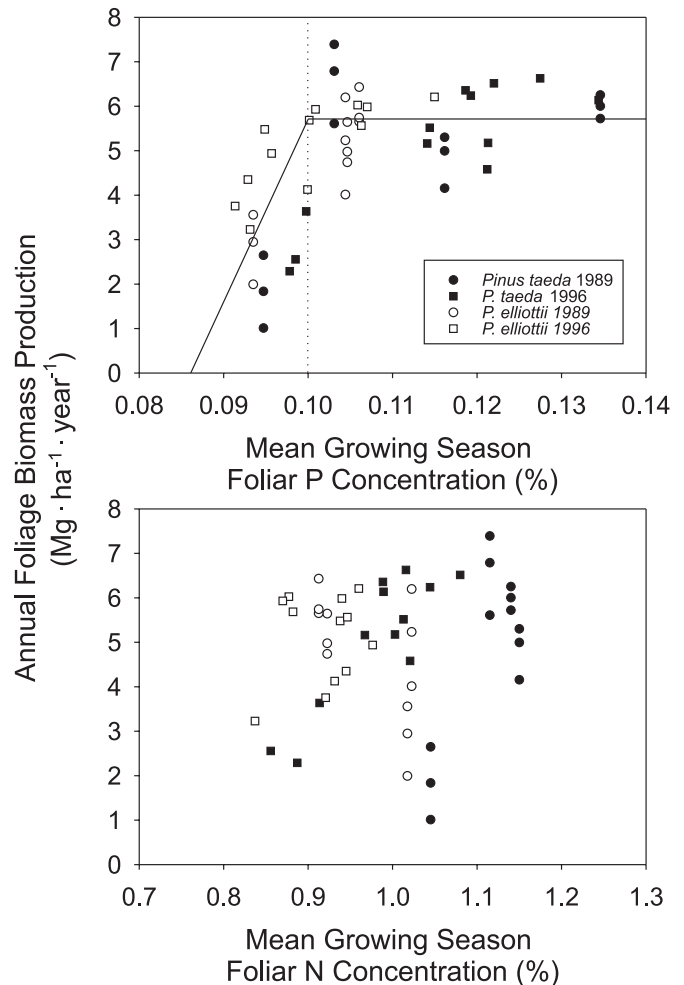 Annual Foliage Biomass Production
(Mg · ha⁻¹ · year⁻¹)
8
7
6
5
4
3
2
1
0
Pinus taeda 1989
P. taeda 1996
P. elliottii 1989
P. elliottii 1996
0.08 0.09 0.10 0.11 0.12 0.13 0.14
Mean Growing Season
Foliar P Concentration (%)
8
7
6
5
4
3
2
1
0
0.7 0.8 0.9 1.0 1.1 1.2 1.3
Mean Growing Season
Foliar N Concentration (%)